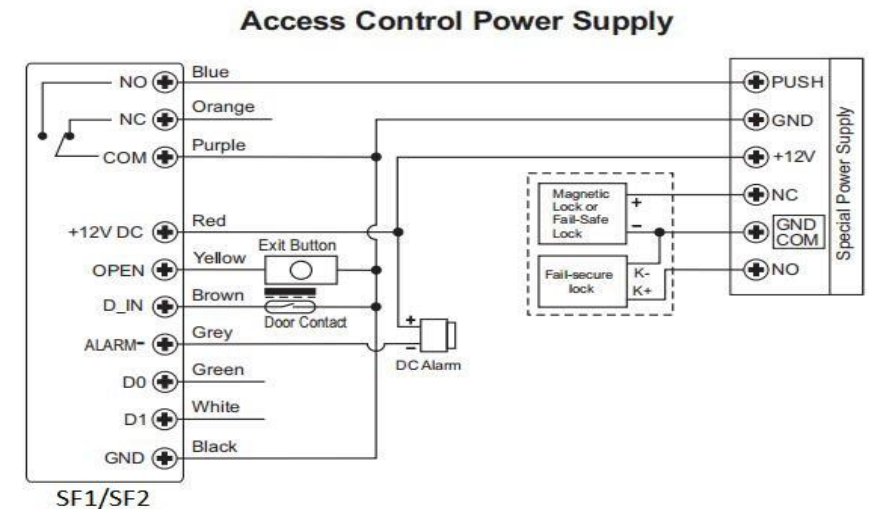 Access Control Power Supply
NO Blue PUSH
NC Orange GND
COM Purple +12V
Magnetic Lock or Fail-Safe Lock + - NC
+12V DC Red GND COM
Exit Button
OPEN Yellow Fail-secure lock K- K+ NO
D_IN Brown
Door Contact
ALARM- Grey + -
DC Alarm
D0 Green
D1 White
GND Black
Special Power Supply
SF1/SF2